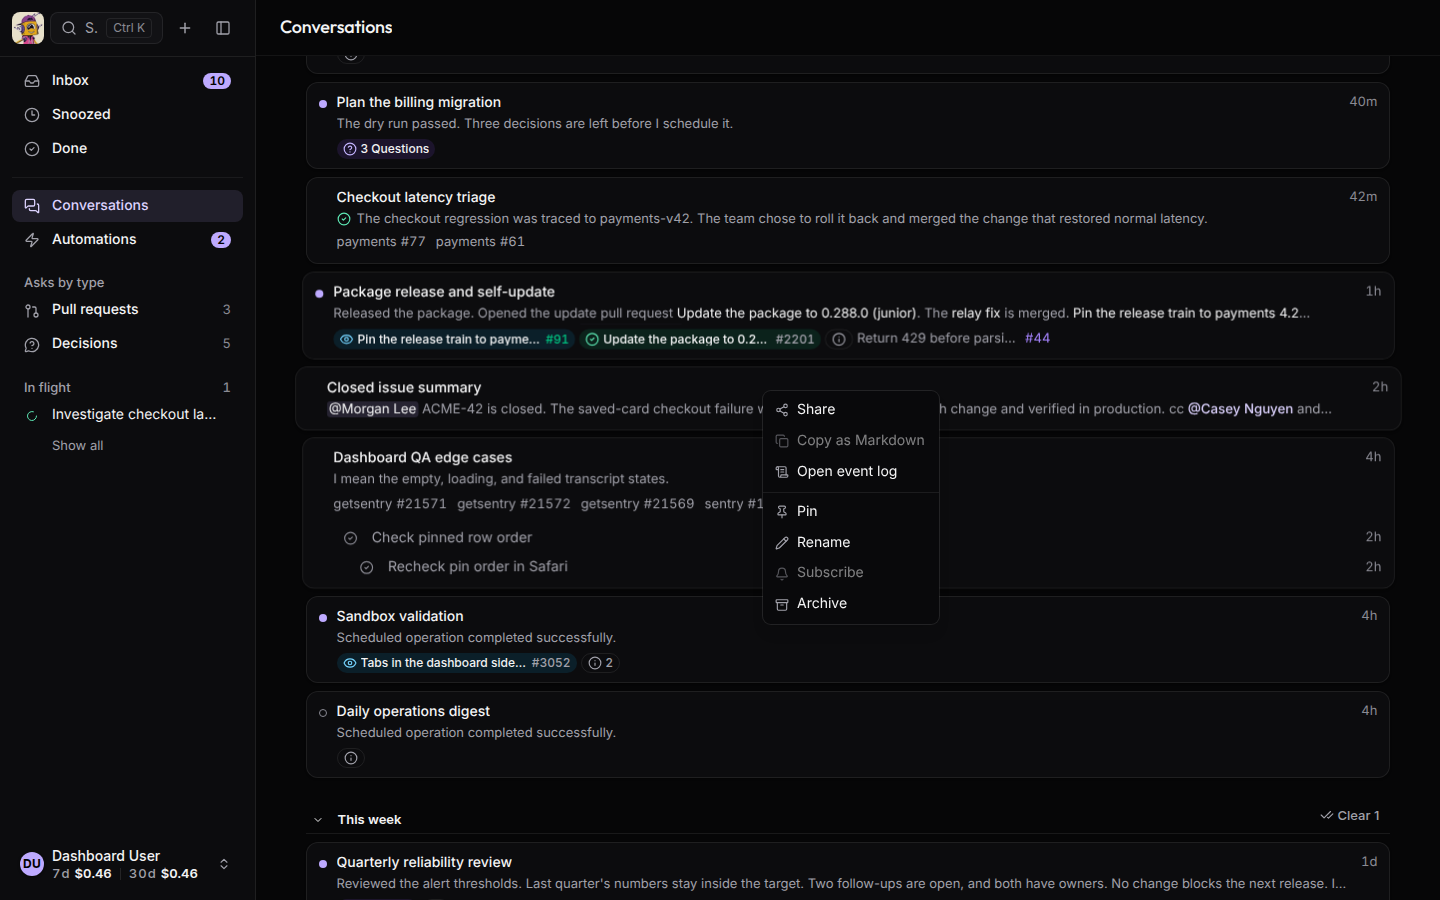 S. Ctrl K
Conversations
Inbox 10
Snoozed
Done
Conversations
Automations 2
Asks by type
Pull requests 3
Decisions 5
In flight 1
Investigate checkout la...
Show all
Dashboard User
DU
7d $0.46 30d $0.46
Plan the billing migration 40m
The dry run passed. Three decisions are left before I schedule it.
3 Questions
Checkout latency triage 42m
The checkout regression was traced to payments-v42. The team chose to roll it back and merged the change that restored normal latency.
payments #77 payments #61
Package release and self-update 1h
Released the package. Opened the update pull request Update the package to 0.288.0 (junior). The relay fix is merged. Pin the release train to payments 4.2...
Pin the release train to payme... #91 Update the package to 0.2... #2201 Return 429 before parsi... #44
Closed issue summary 2h
@Morgan Lee ACME-42 is closed. The saved-card checkout failure change and verified in production. cc @Casey Nguyen and...
Dashboard QA edge cases 4h
I mean the empty, loading, and failed transcript states.
getsentry #21571 getsentry #21572 getsentry #21569 sentry
Check pinned row order 2h
Recheck pin order in Safari 2h
Share
Copy as Markdown
Open event log
Pin
Rename
Subscribe
Archive
Sandbox validation 4h
Scheduled operation completed successfully.
Tabs in the dashboard side... #3052 2
Daily operations digest 4h
Scheduled operation completed successfully.
This week Clear 1
Quarterly reliability review 1d
Reviewed the alert thresholds. Last quarter's numbers stay inside the target. Two follow-ups are open, and both have owners. No change blocks the next release. I...